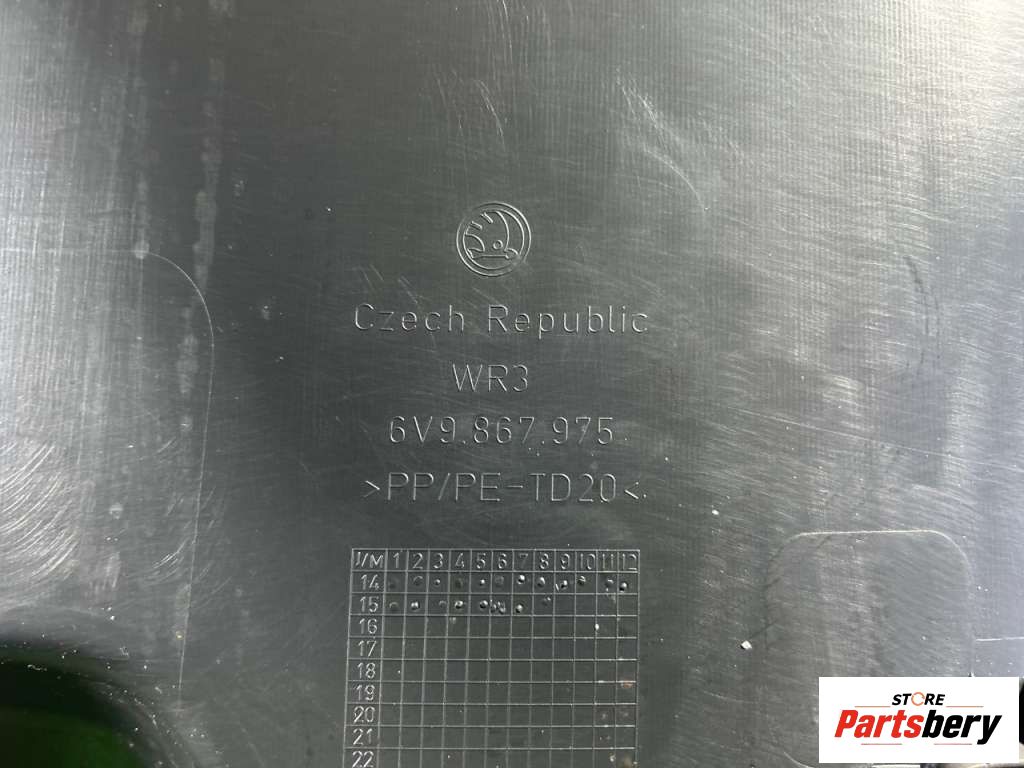 Czech Republic
WR3
6V9.867.975
>PP/PE-TD20<
Y/M 1 2 3 4 5 6 7 8 9 10 11 12
14
15
16
17
18
19
20
21
22
STORE
Partsbery